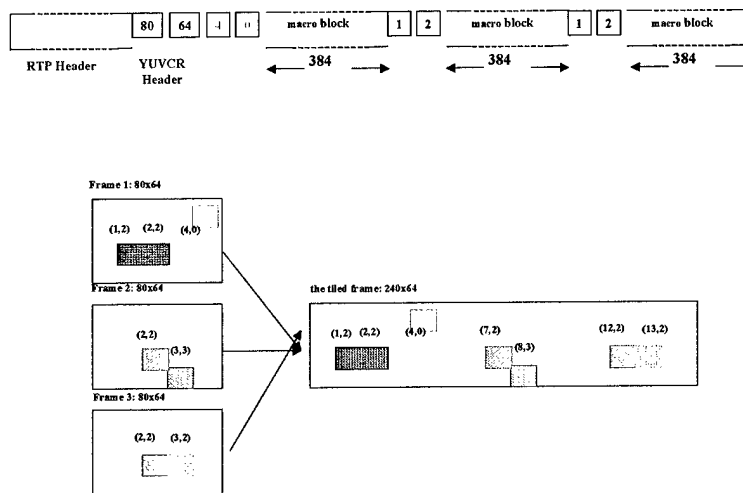 80 64 4 0 macro block 1 2 macro block 1 2 macro block
RTP Header YUVCR Header 384 384 384
Frame 1: 80x64
(1,2) (2,2) (4,0)
Frame 2: 80x64
(2,2)
(3,3)
Frame 3: 80x64
(2,2) (3,2)
the tiled frame: 240x64
(1,2) (2,2) (4,0) (7,2) (12,2) (13,2)
(8,3)